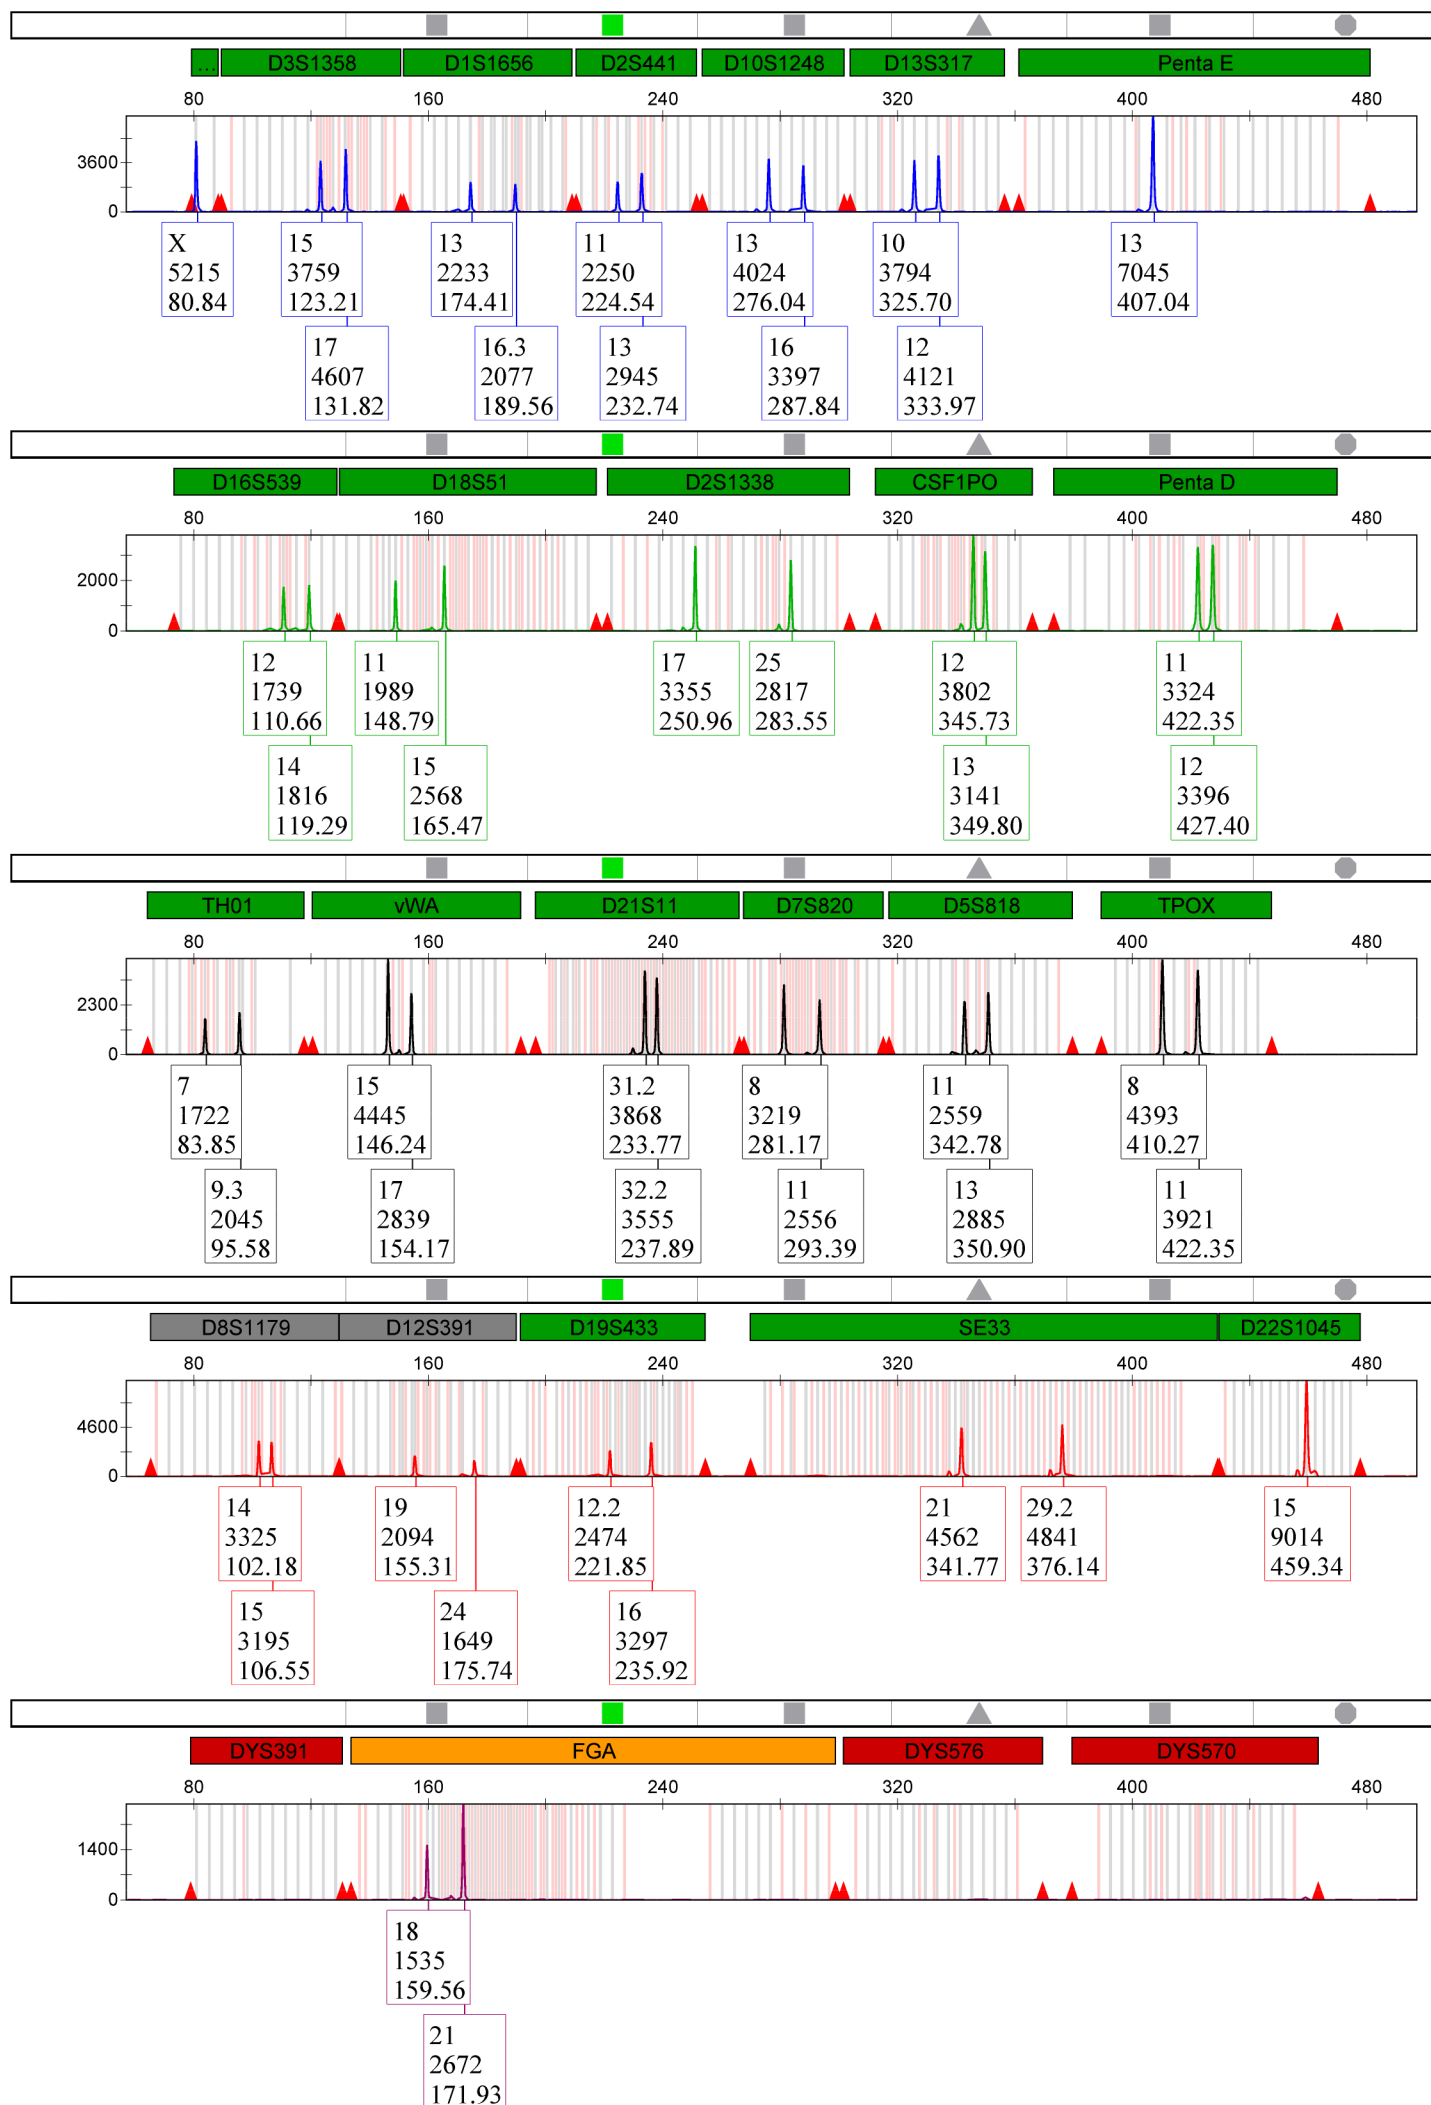 ... D3S1358 D1S1656 D2S441 D10S1248 D13S317 Penta E
80 160 240 320 400 480
3600
0
X 15 13 11 13 10 13
5215 3759 2233 2250 4024 3794 7045
80.84 123.21 174.41 224.54 276.04 325.70 407.04
17 16.3 13 16 12
4607 2077 2945 3397 4121
131.82 189.56 232.74 287.84 333.97
D16S539 D18S51 D2S1338 CSF1PO Penta D
80 160 240 320 400 480
2000
0
12 11 17 25 12 11
1739 1989 3355 2817 3802 3324
110.66 148.79 250.96 283.55 345.73 422.35
14 15 13 12
1816 2568 3141 3396
119.29 165.47 349.80 427.40
TH01 vWA D21S11 D7S820 D5S818 TPOX
80 160 240 320 400 480
2300
0
7 15 31.2 8 11 8
1722 4445 3868 3219 2559 4393
83.85 146.24 233.77 281.17 342.78 410.27
9.3 17 32.2 11 13 11
2045 2839 3555 2556 2885 3921
95.58 154.17 237.89 293.39 350.90 422.35
D8S1179 D12S391 D19S433 SE33 D22S1045
80 160 240 320 400 480
4600
0
14 19 12.2 21 29.2 15
3325 2094 2474 4562 4841 9014
102.18 155.31 221.85 341.77 376.14 459.34
15 24 16
3195 1649 3297
106.55 175.74 235.92
DYS391 FGA DYS576 DYS570
80 160 240 320 400 480
1400
0
18
1535
159.56
21
2672
171.93